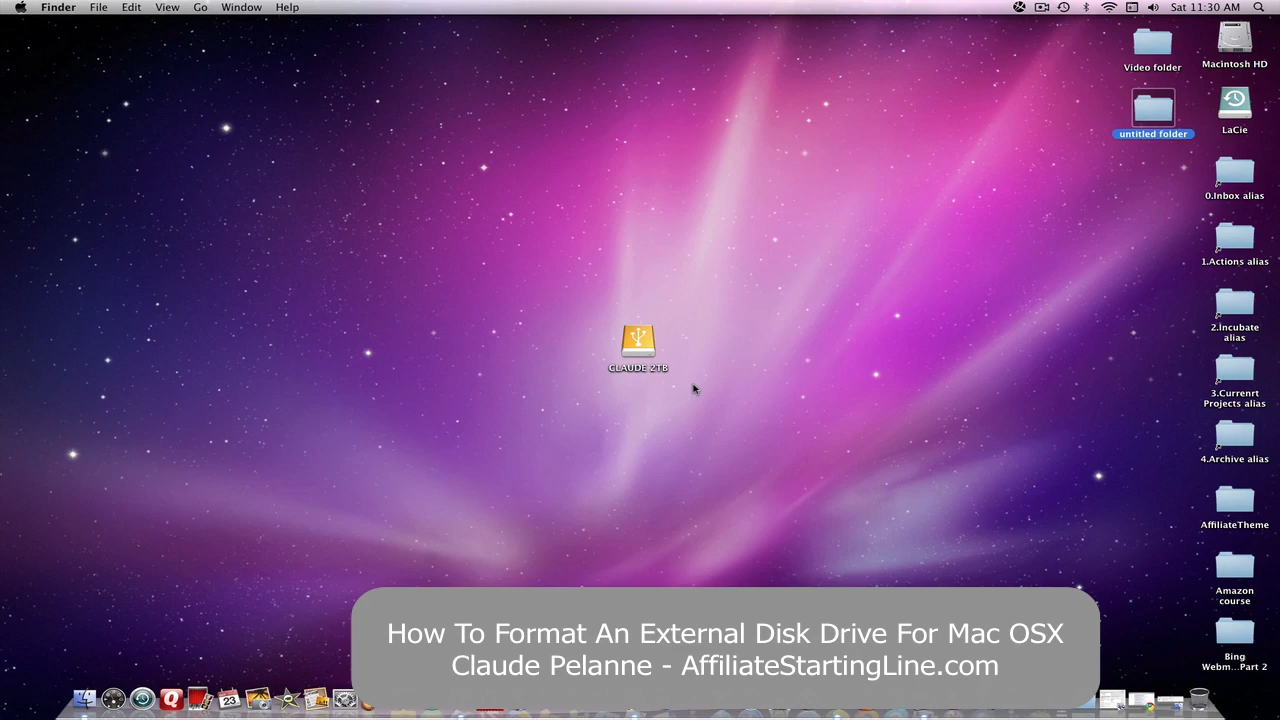 Finder File Edit View Go Window Help Sat 11:30 AM
Video folder
Macintosh HD
untitled folder
LaCie
0.Inbox alias
1.Actions alias
2.Incubate
alias
CLAUDE 2TB
3.Currenrt
Projects alias
4.Archive alias
AffiliateTheme
Amazon
course
How To Format An External Disk Drive For Mac OSX
Claude Pelanne - AffiliateStartingLine.com
Bing
Webm...Part 2
23